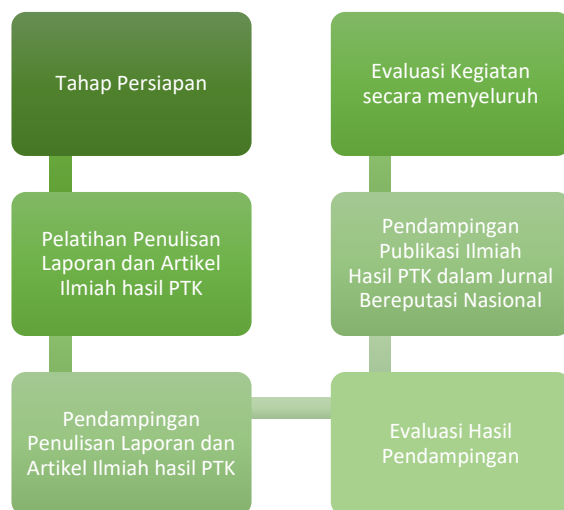 Tahap Persiapan
Pelatihan Penulisan
Laporan dan Artikel
Ilmiah hasil PTK
Pendampingan
Penulisan Laporan dan
Artikel Ilmiah hasil PTK
Evaluasi Hasil
Pendampingan
Pendampingan
Publikasi Ilmiah
Hasil PTK dalam Jurnal
Bereputasi Nasional
Evaluasi Kegiatan
secara menyeluruh